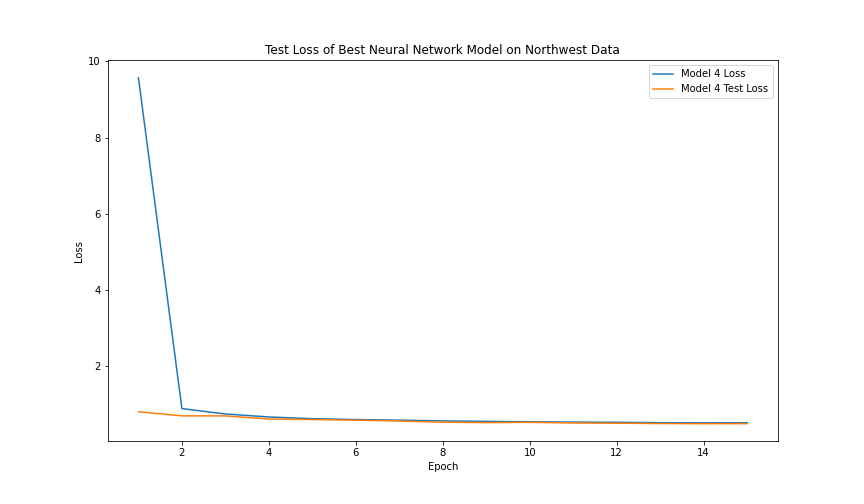 Test Loss of Best Neural Network Model on Northwest Data
Model 4 Loss
Model 4 Test Loss
10
8
6
4
2
Loss
2 4 6 8 10 12 14
Epoch